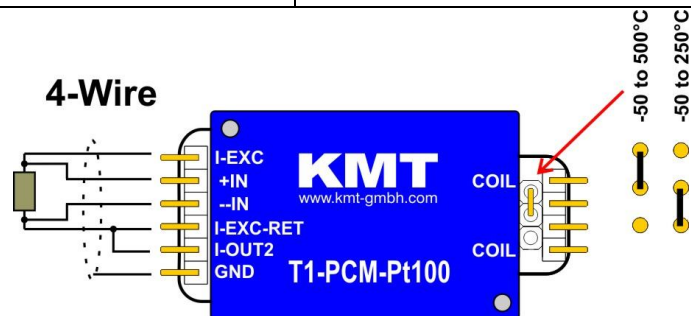 -50 to 500°C
-50 to 250°C
4-Wire
I-EXC
+IN
--IN
I-EXC-RET
I-OUT2
GND
KMT
www.kmt-gmbh.com
COIL
COIL
T1-PCM-Pt100